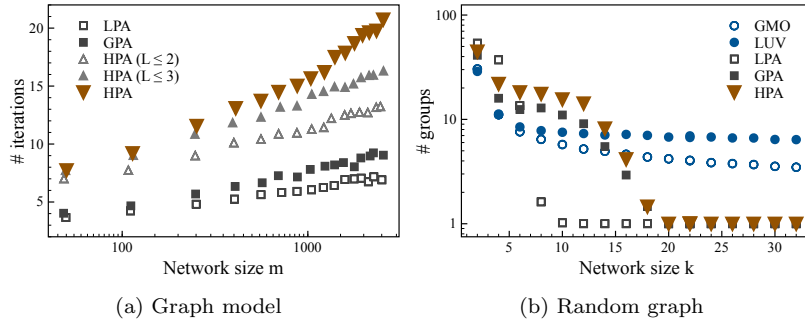 20
15
10
5
# iterations
100
1000
Network size m
LPA
GPA
HPA (L ≤ 2)
HPA (L ≤ 3)
HPA
(a) Graph model
100
10
1
# groups
5
10
15
20
25
30
Network size k
GMO
LUV
LPA
GPA
HPA
(b) Random graph